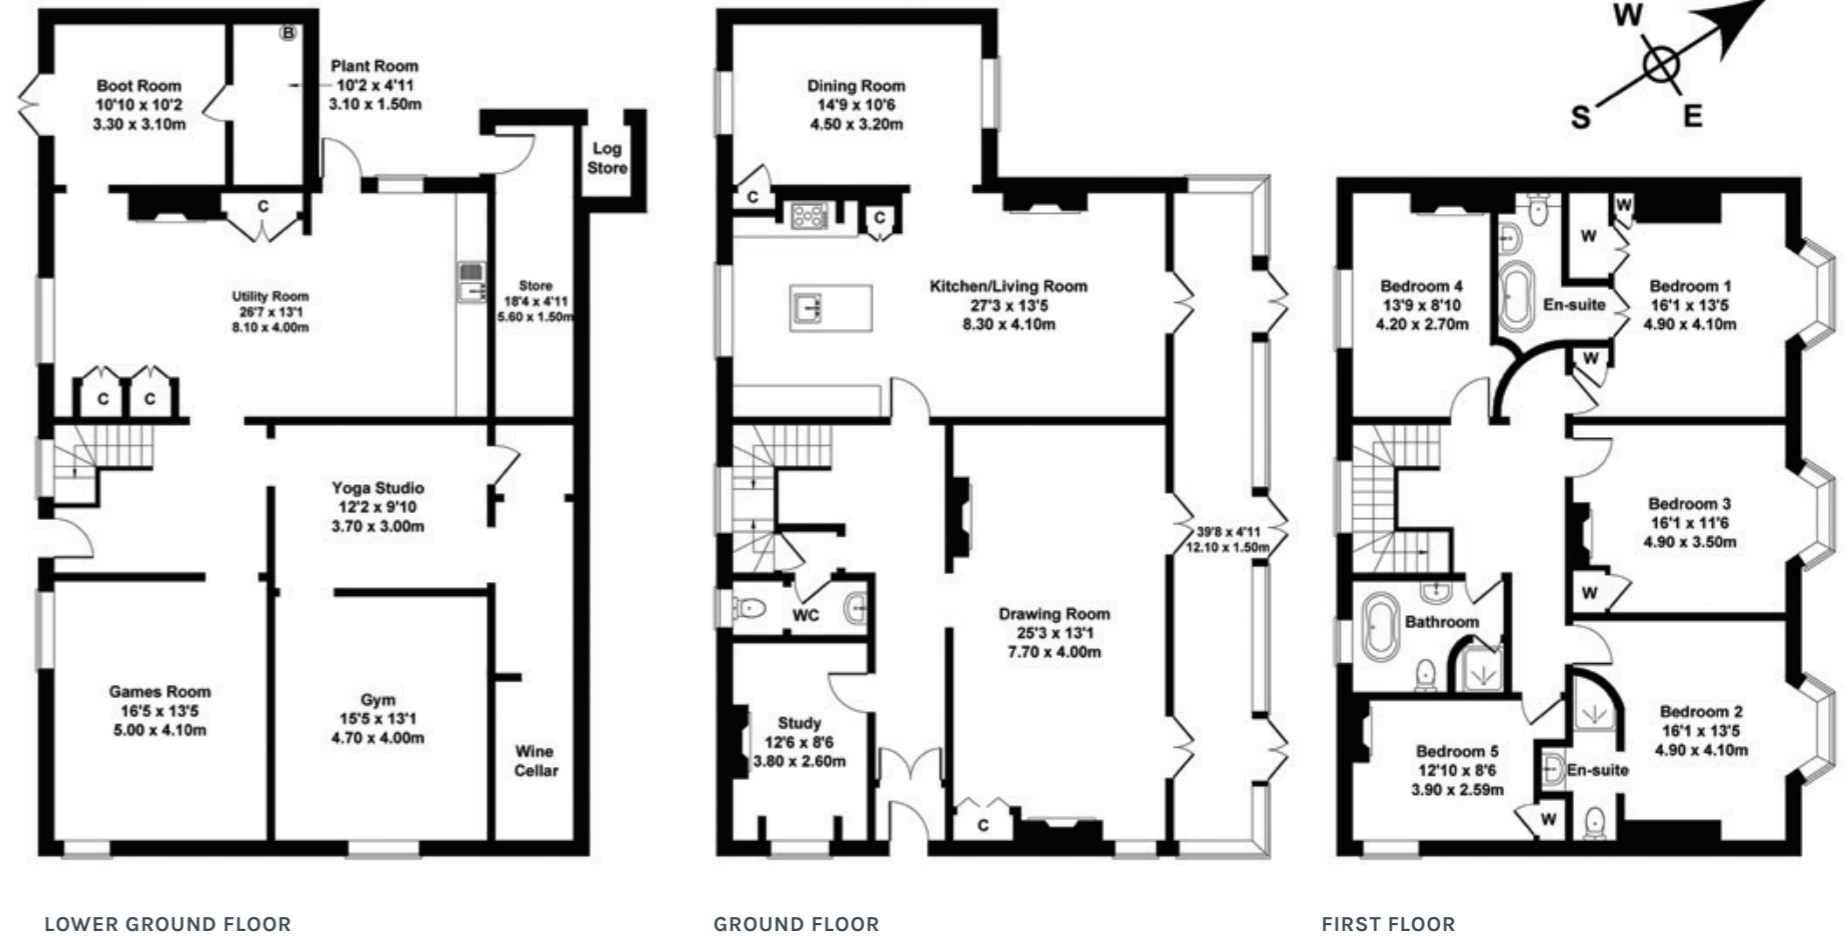 B
Boot Room
10'10 x 10'2
3.30 x 3.10m
Plant Room
10'2 x 4'11
3.10 x 1.50m
Log
Store
C
Utility Room
26'7 x 13'1
8.10 x 4.00m
Store
18'4 x 4'11
5.60 x 1.50m
C
C
Yoga Studio
12'2 x 9'10
3.70 x 3.00m
Games Room
16'5 x 13'5
5.00 x 4.10m
Gym
15'5 x 13'1
4.70 x 4.00m
Wine
Cellar
LOWER GROUND FLOOR
Dining Room
14'9 x 10'6
4.50 x 3.20m
C
C
Kitchen/Living Room
27'3 x 13'5
8.30 x 4.10m
39'8 x 4'11
12.10 x 1.50m
WC
Drawing Room
25'3 x 13'1
7.70 x 4.00m
Study
12'6 x 8'6
3.80 x 2.60m
C
GROUND FLOOR
W
S
E
W
W
Bedroom 4
13'9 x 8'10
4.20 x 2.70m
En-suite
Bedroom 1
16'1 x 13'5
4.90 x 4.10m
W
Bedroom 3
16'1 x 11'6
4.90 x 3.50m
W
Bathroom
Bedroom 2
16'1 x 13'5
4.90 x 4.10m
Bedroom 5
12'10 x 8'6
3.90 x 2.59m
En-suite
W
FIRST FLOOR